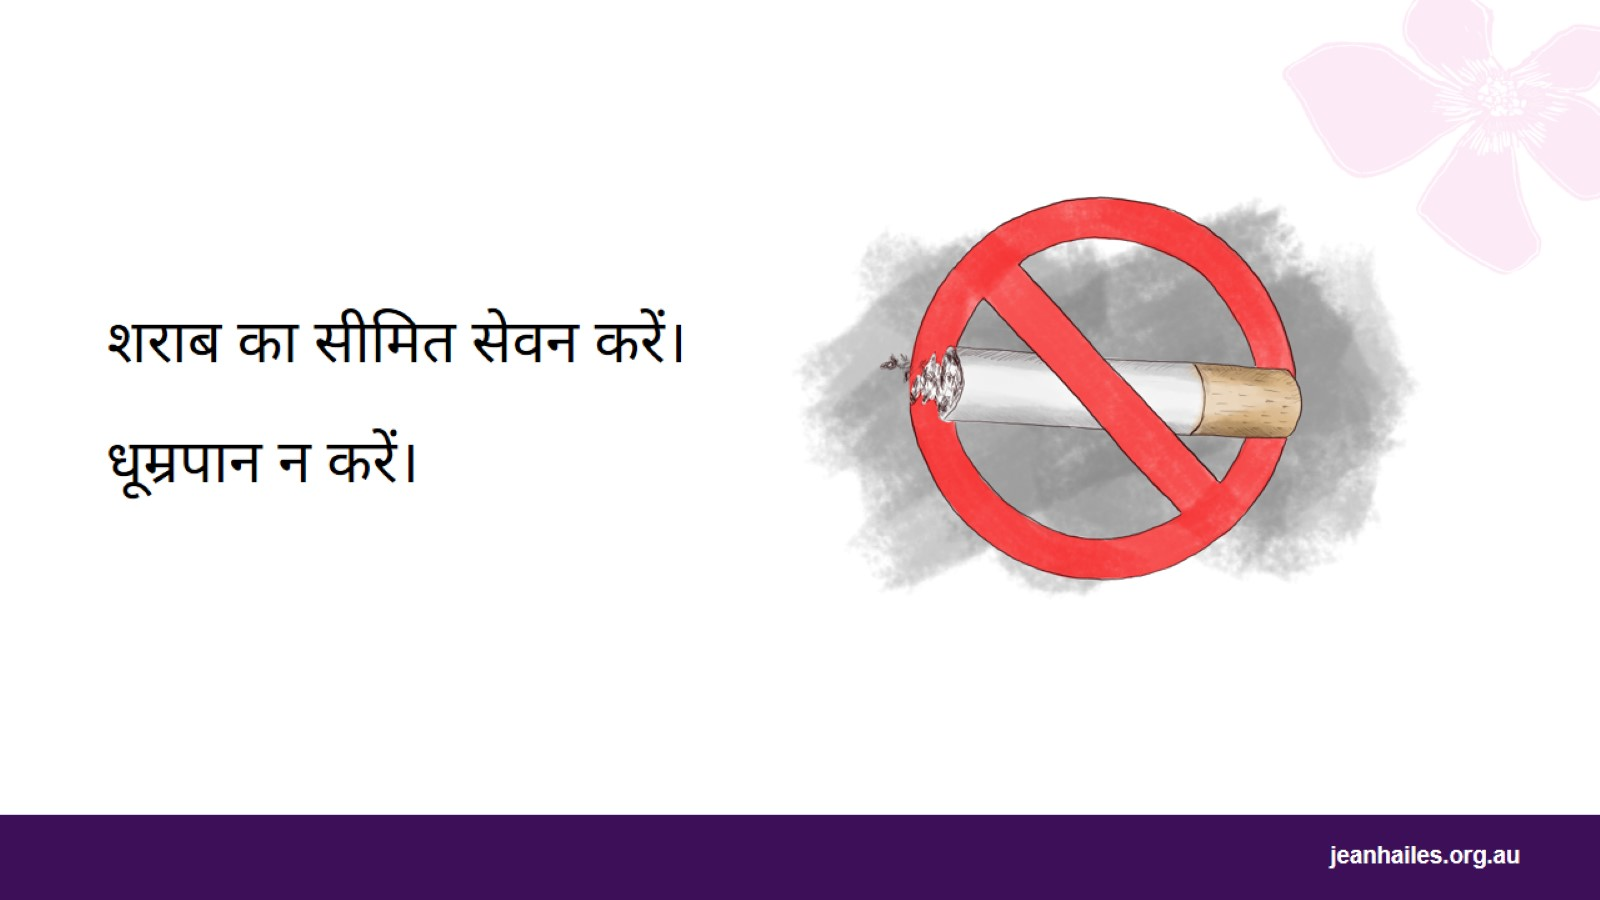 शराब का सीमित सेवन करें।
धूम्रपान न करें।
jeanhailes.org.au